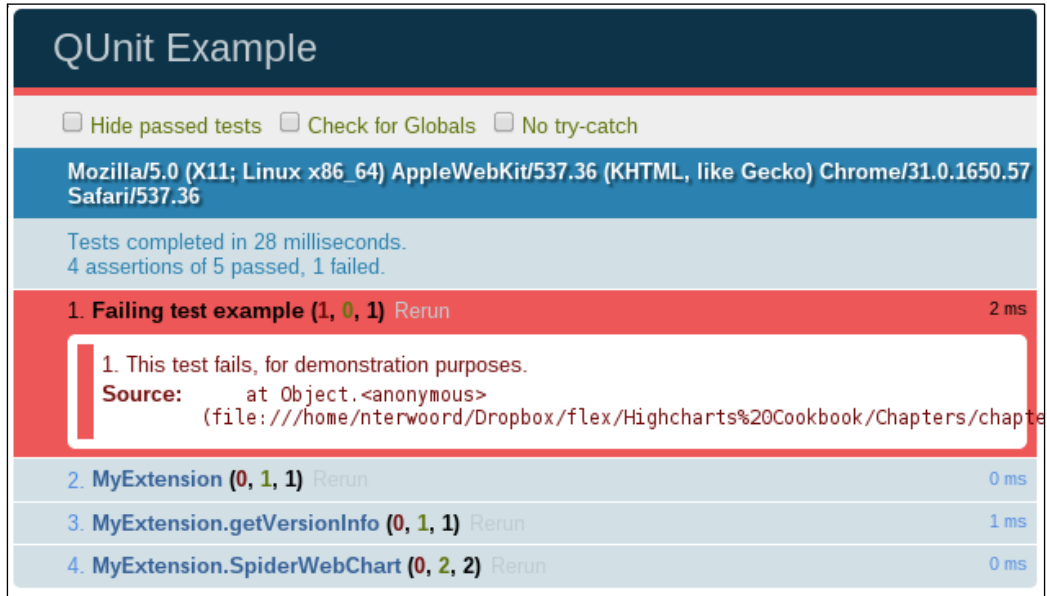 QUnit Example
Hide passed tests Check for Globals No try-catch
Mozilla/5.0 (X11; Linux x86_64) AppleWebKit/537.36 (KHTML, like Gecko) Chrome/31.0.1650.57
Safari/537.36
Tests completed in 28 milliseconds.
4 assertions of 5 passed, 1 failed.
1. Failing test example (1, 0, 1) Rerun 2 ms
1. This test fails, for demonstration purposes.
Source: at Object.<anonymous>
(file:///home/nterwoord/Dropbox/flex/Highcharts%20Cookbook/Chapters/chapte
2. MyExtension (0, 1, 1) Rerun 0 ms
3. MyExtension.getVersionInfo (0, 1, 1) Rerun 1 ms
4. MyExtension.SpiderWebChart (0, 2, 2) Rerun 0 ms